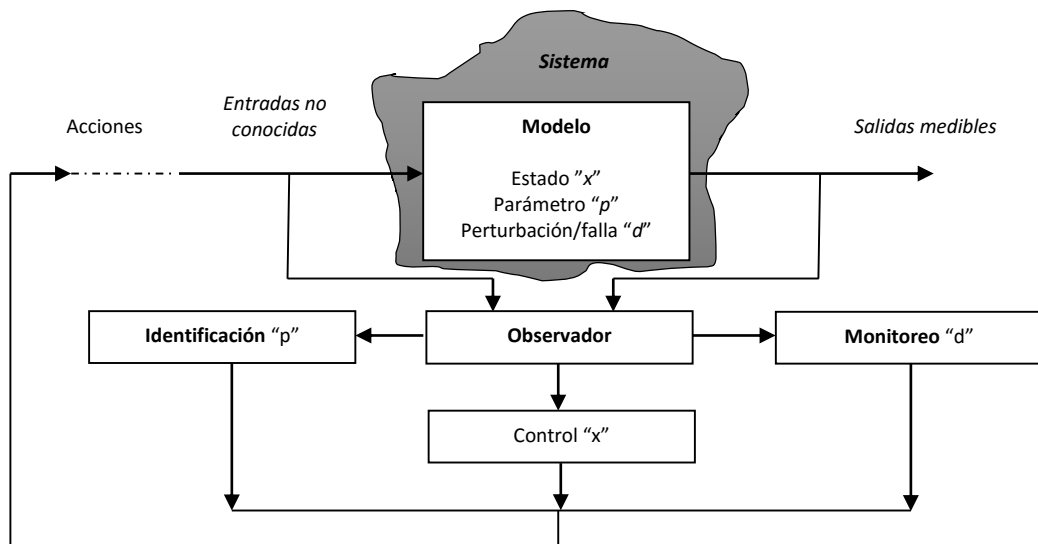 Sistema
Entradas no
conocidas
Acciones
Modelo
Salidas medibles
Estado ”x”
Parámetro “p”
Perturbación/falla “d”
Identificación “p”
Observador
Monitoreo “d”
Control “x”